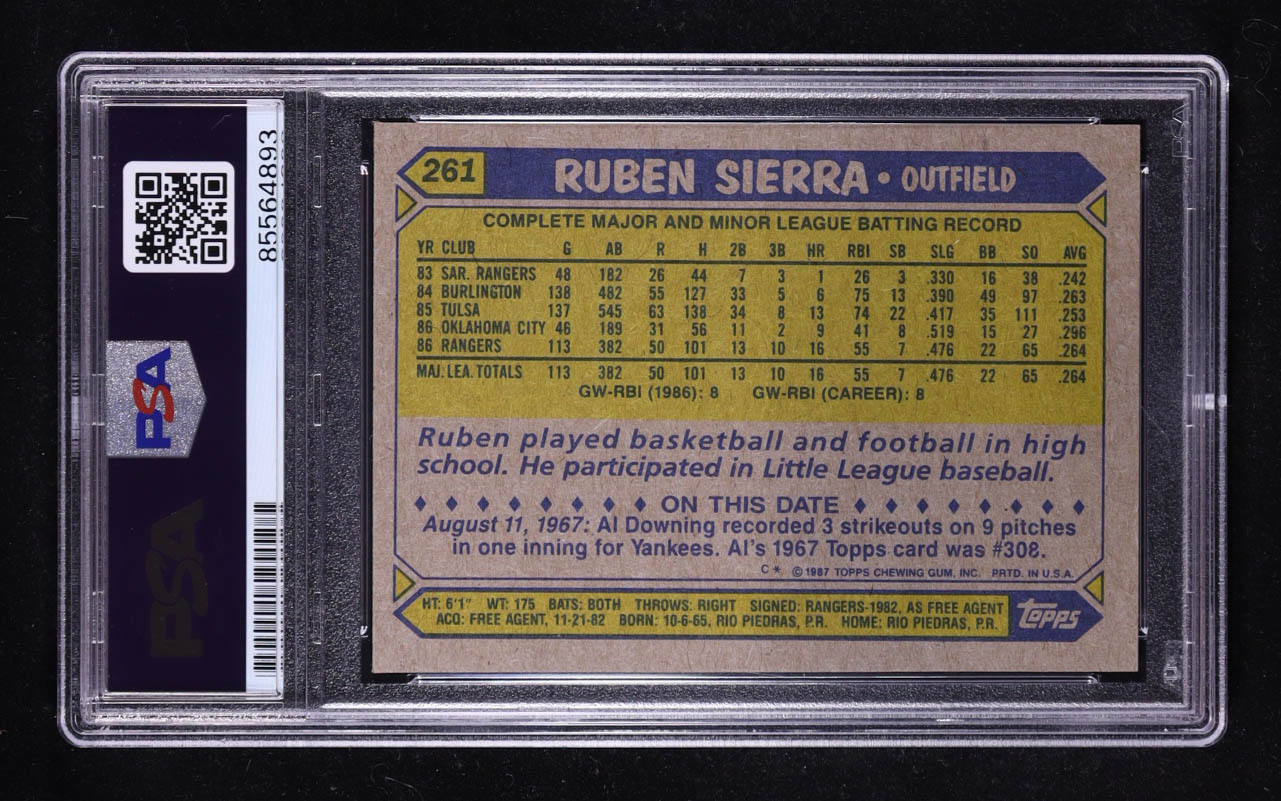 85564893
PSA
PSA
261 RUBEN SIERRA • OUTFIELD
COMPLETE MAJOR AND MINOR LEAGUE BATTING RECORD
YR CLUB G AB R H 2B 3B HR RBI SB SLG BB SO AVG
83 SAR. RANGERS 48 182 26 44 7 3 1 26 3 .330 16 38 .242
84 BURLINGTON 138 482 55 127 33 5 6 75 13 .390 49 97 .263
85 TULSA 137 545 63 138 34 8 13 74 22 .417 35 111 .253
86 OKLAHOMA CITY 46 189 31 56 11 2 9 41 8 .519 15 27 .296
86 RANGERS 113 382 50 101 13 10 16 55 7 .476 22 65 .264
MAJ. LEA. TOTALS 113 382 50 101 13 10 16 55 7 .476 22 65 .264
GW-RBI (1986): 8 GW-RBI (CAREER): 8
Ruben played basketball and football in high
school. He participated in Little League baseball.
ON THIS DATE
August 11, 1967: Al Downing recorded 3 strikeouts on 9 pitches
in one inning for Yankees. Al's 1967 Topps card was #308.
C* © 1987 TOPPS CHEWING GUM, INC. PRTD. IN U.S.A.
HT: 6'1" WT: 175 BATS: BOTH THROWS: RIGHT SIGNED: RANGERS-1982, AS FREE AGENT
ACQ: FREE AGENT, 11-21-82 BORN: 10-6-65, RIO PIEDRAS, P.R. HOME: RIO PIEDRAS, P.R.
Topps
PSA